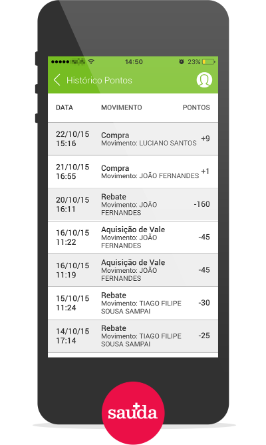 NOS
14:50
23%
Histórico Pontos
DATA MOVIMENTO PONTOS
22/10/15 Compra +9
15:16 Movimento: LUCIANO SANTOS
21/10/15 Compra +1
16:55 Movimento: JOÃO FERNANDES
20/10/15 Rebate -160
16:11 Movimento: JOÃO
FERNANDES
16/10/15 Aquisição de Vale -45
11:22 Movimento: JOÃO
FERNANDES
16/10/15 Aquisição de Vale -45
11:19 Movimento: JOÃO
FERNANDES
15/10/15 Rebate -30
11:24 Movimento: TIAGO FILIPE
SOUSA SAMPAI
14/10/15 Rebate -25
17:14 Movimento: TIAGO FILIPE
SOUSA SAMPAI
sauda